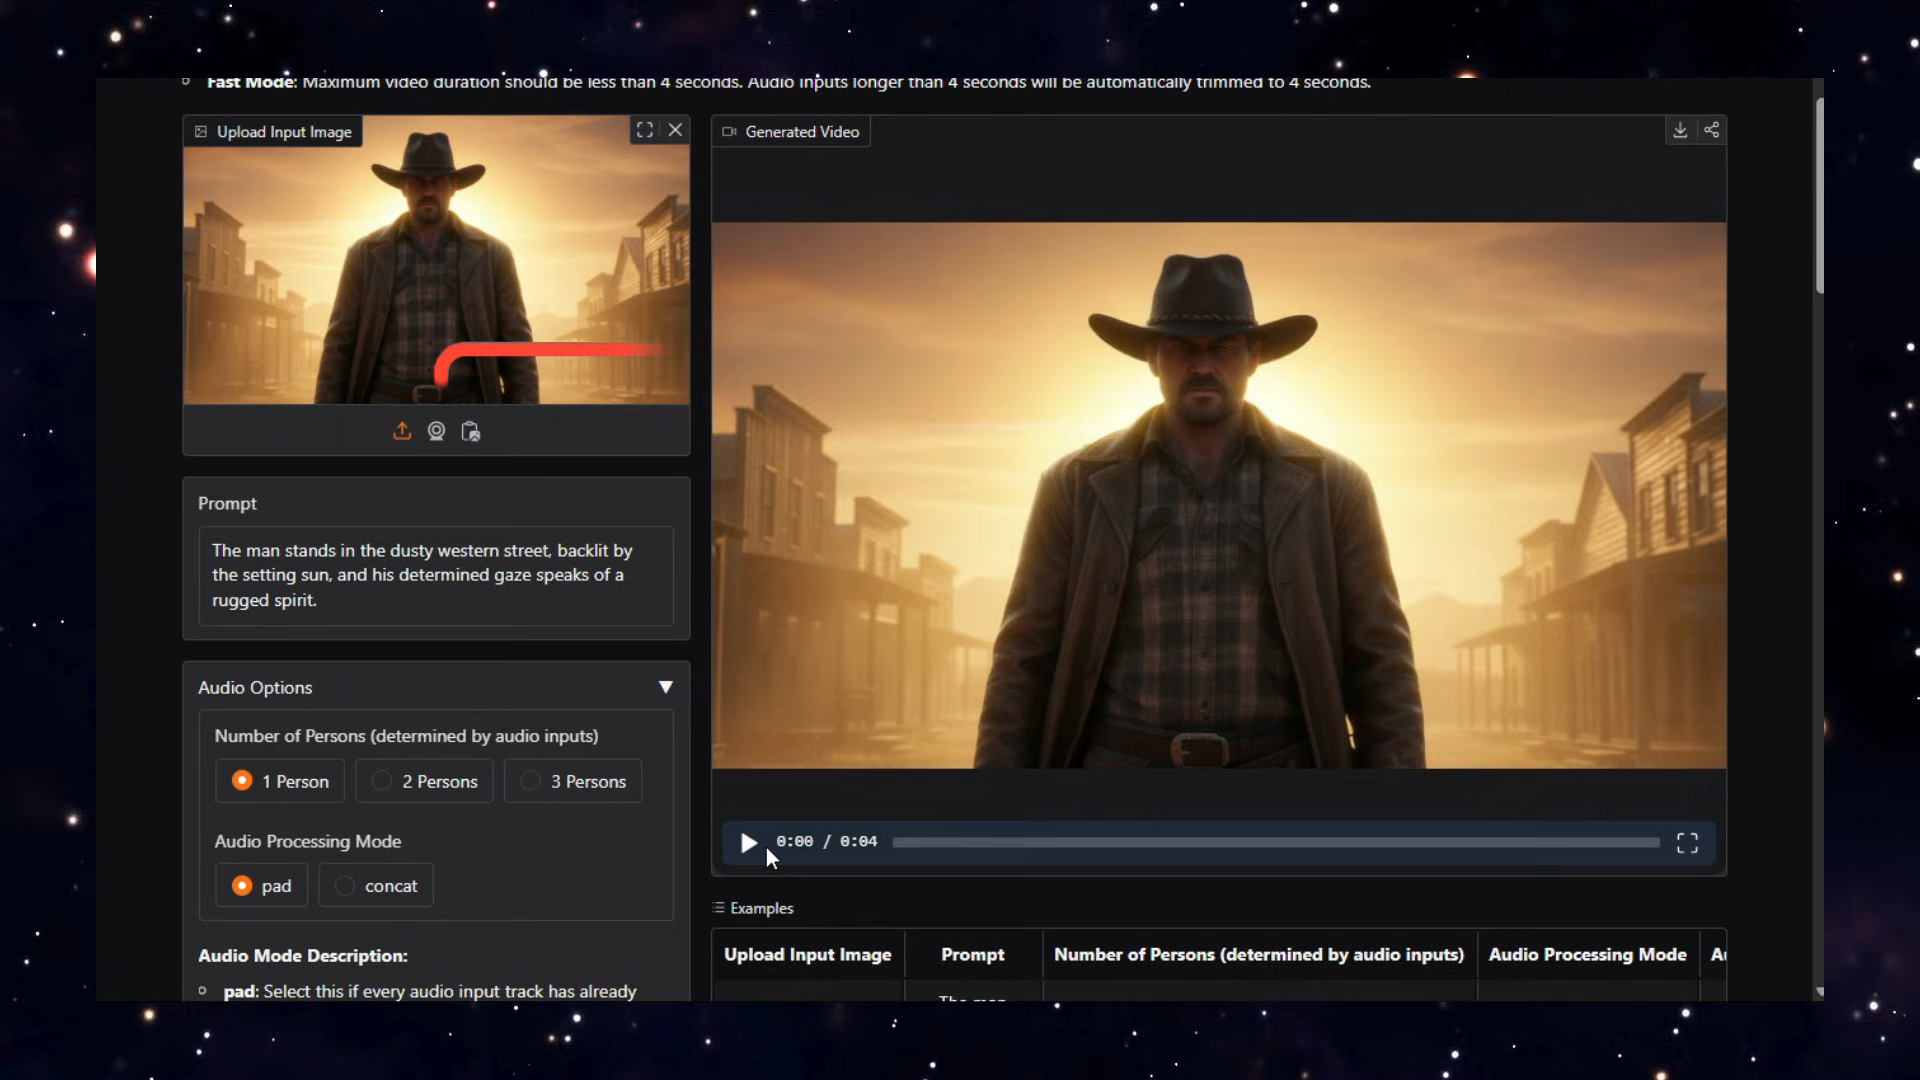 Fast Mode: Maximum video duration should be less than 4 seconds. Audio inputs longer than 4 seconds will be automatically trimmed to 4 seconds.
Upload Input Image
Generated Video
Prompt
The man stands in the dusty western street, backlit by
the setting sun, and his determined gaze speaks of a
rugged spirit.
Audio Options
Number of Persons (determined by audio inputs)
1 Person 2 Persons 3 Persons
Audio Processing Mode
pad concat
Audio Mode Description:
pad: Select this if every audio input track has already
0:00 / 0:04
Examples
Upload Input Image Prompt Number of Persons (determined by audio inputs) Audio Processing Mode
The man